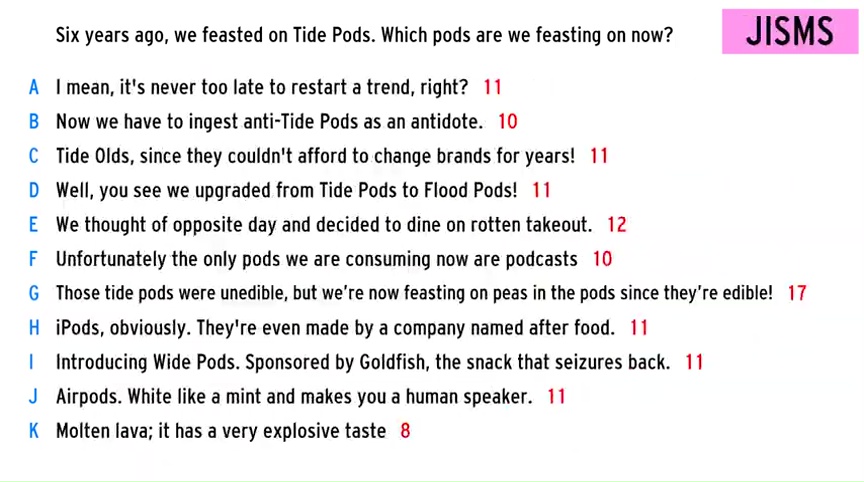 Six years ago, we feasted on Tide Pods. Which pods are we feasting on now?
JISMS
A I mean, it's never too late to restart a trend, right? 11
B Now we have to ingest anti-Tide Pods as an antidote. 10
C Tide Olds, since they couldn't afford to change brands for years! 11
D Well, you see we upgraded from Tide Pods to Flood Pods! 11
E We thought of opposite day and decided to dine on rotten takeout. 12
F Unfortunately the only pods we are consuming now are podcasts 10
G Those tide pods were unedible, but we’re now feasting on peas in the pods since they’re edible! 17
H iPods, obviously. They're even made by a company named after food. 11
I Introducing Wide Pods. Sponsored by Goldfish, the snack that seizures back. 11
J Airpods. White like a mint and makes you a human speaker. 11
K Molten lava; it has a very explosive taste 8